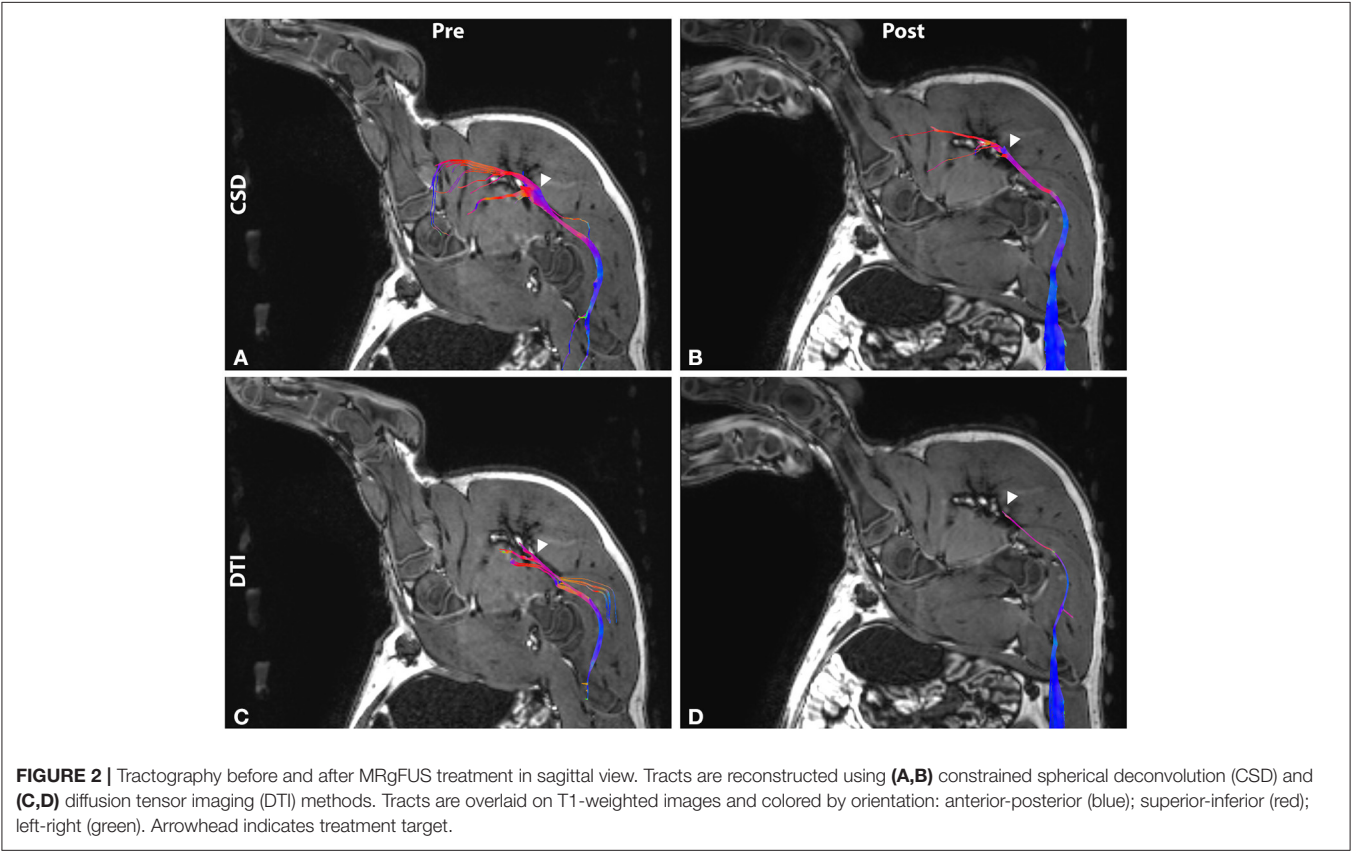 Pre
Post
CSD
A
B
DTI
C
D
FIGURE 2 | Tractography before and after MRgFUS treatment in sagittal view. Tracts are reconstructed using (A,B) constrained spherical deconvolution (CSD) and
(C,D) diffusion tensor imaging (DTI) methods. Tracts are overlaid on T1-weighted images and colored by orientation: anterior-posterior (blue); superior-inferior (red);
left-right (green). Arrowhead indicates treatment target.